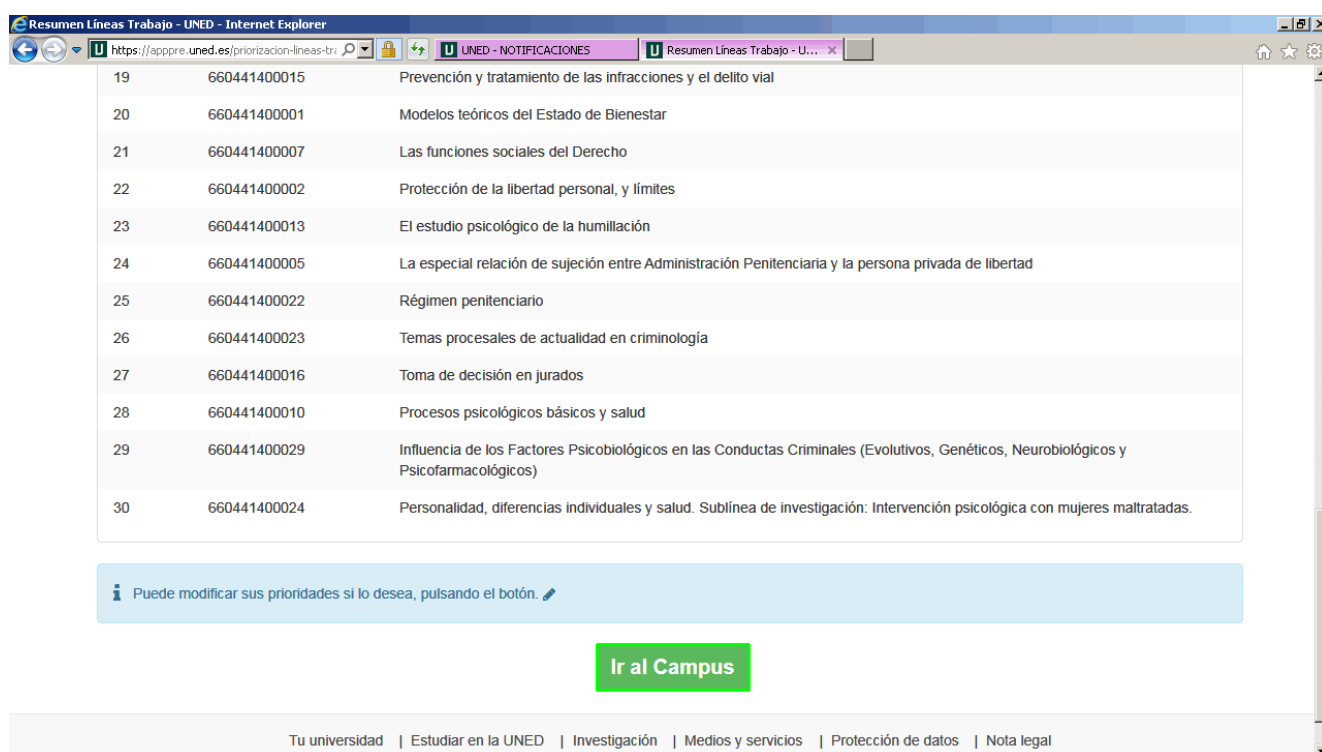 Resumen Líneas Trabajo - UNED - Internet Explorer
https://apppre.uned.es/priorizacion-lineas-tra UNED - NOTIFICACIONES Resumen Líneas Trabajo - U...
19 660441400015 Prevención y tratamiento de las infracciones y el delito vial
20 660441400001 Modelos teóricos del Estado de Bienestar
21 660441400007 Las funciones sociales del Derecho
22 660441400002 Protección de la libertad personal, y límites
23 660441400013 El estudio psicológico de la humillación
24 660441400005 La especial relación de sujeción entre Administración Penitenciaria y la persona privada de libertad
25 660441400022 Régimen penitenciario
26 660441400023 Temas procesales de actualidad en criminología
27 660441400016 Toma de decisión en jurados
28 660441400010 Procesos psicológicos básicos y salud
29 660441400029 Influencia de los Factores Psicobiológicos en las Conductas Criminales (Evolutivos, Genéticos, Neurobiológicos y
Psicofarmacológicos)
30 660441400024 Personalidad, diferencias individuales y salud. Sublínea de investigación: Intervención psicológica con mujeres maltratadas.
Puede modificar sus prioridades si lo desea, pulsando el botón.
Ir al Campus
Tu universidad | Estudiar en la UNED | Investigación | Medios y servicios | Protección de datos | Nota legal